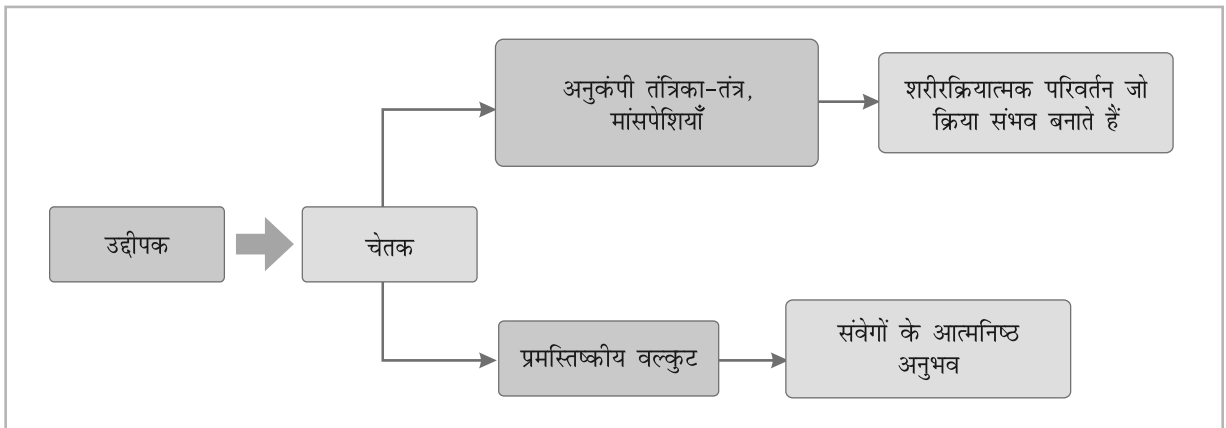 अनुकंपी तंत्रिका-तंत्र,
मांसपेशियाँ
शरीरक्रियात्मक परिवर्तन जो
क्रिया संभव बनाते हैं
उद्दीपक
चेतक
प्रमस्तिष्कीय वल्कुट
संवेगों के आत्मनिष्ठ
अनुभव